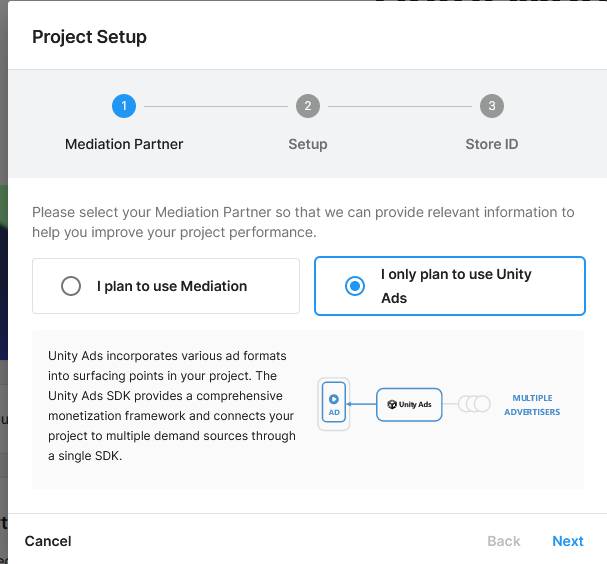 Project Setup
1
2
3
Mediation Partner
Setup
Store ID
Please select your Mediation Partner so that we can provide relevant information to
help you improve your project performance.
I plan to use Mediation
I only plan to use Unity
Ads
Unity Ads incorporates various ad formats
into surfacing points in your project. The
Unity Ads SDK provides a comprehensive
monetization framework and connects your
project to multiple demand sources through
a single SDK.
AD
Unity Ads
MULTIPLE
ADVERTISERS
Cancel
Back
Next